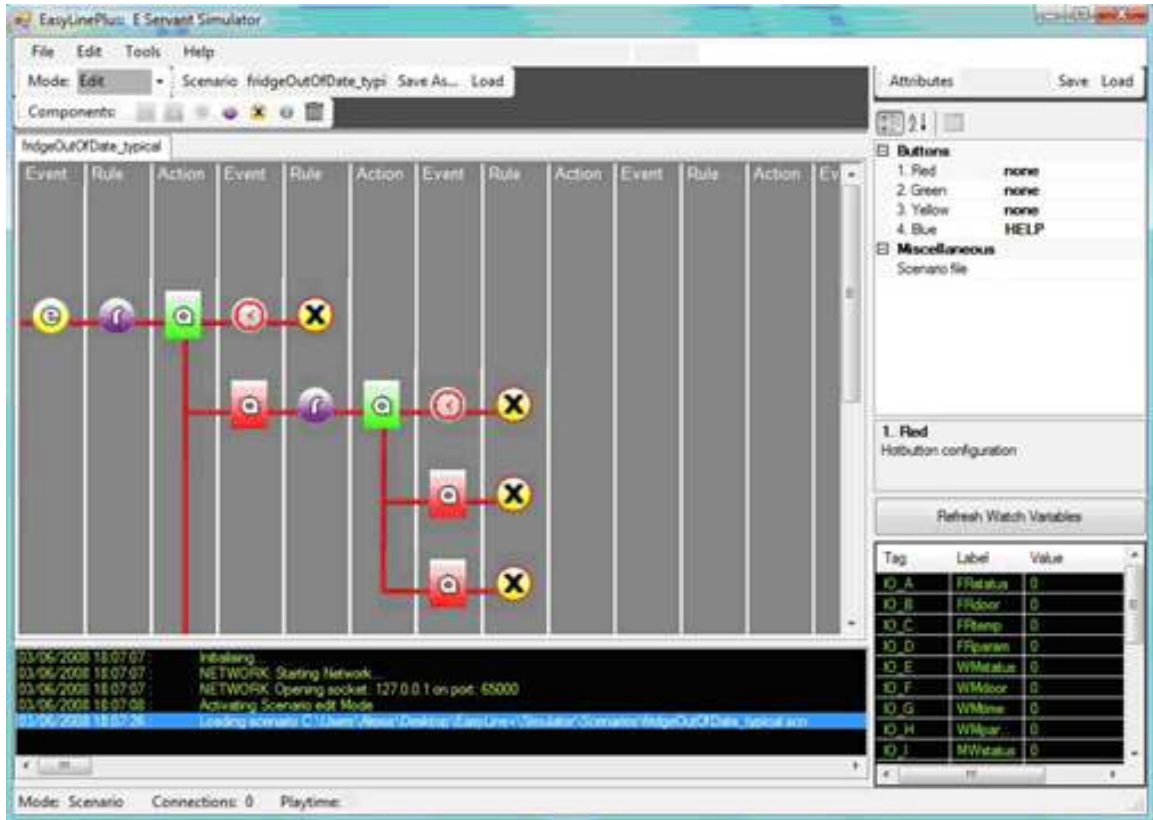 EasyLinePlus: E Servant Simulator
File Edit Tools Help
Mode: Edit Scenario fridgeOutOfDate_typi Save As... Load
Components:
fridgeOutOfDate_typical
Event Rule Action Event Rule Action Event Rule Action Event Rule Action Ev
Attributes Save Load
Buttons
1. Red none
2. Green none
3. Yellow none
4. Blue HELP
Miscellaneous
Scenario file
1. Red
Hotbutton configuration
Refresh Watch Variables
Tag Label Value
IO_A FRstatus 0
IO_B FRdoor 0
IO_C FRtemp 0
IO_D FRparam 0
IO_E WMstatus 0
IO_F WMdoor 0
IO_G WMtime 0
IO_H WMpar... 0
IO_I MWstatus 0
03/06/2008 18:07:07 : Initialising...
03/06/2008 18:07:07 : NETWORK: Starting Network...
03/06/2008 18:07:07 : NETWORK: Opening socket: 127.0.0.1 on port: 65000
03/06/2008 18:07:08 : Activating Scenario edit Mode
03/06/2008 18:07:26 : Loading scenario: C:\Users\Alexis\Desktop\EasyLine+\Simulator\Scenarios\fridgeOutOfDate_typical.scn
Mode: Scenario Connections: 0 Playtime: